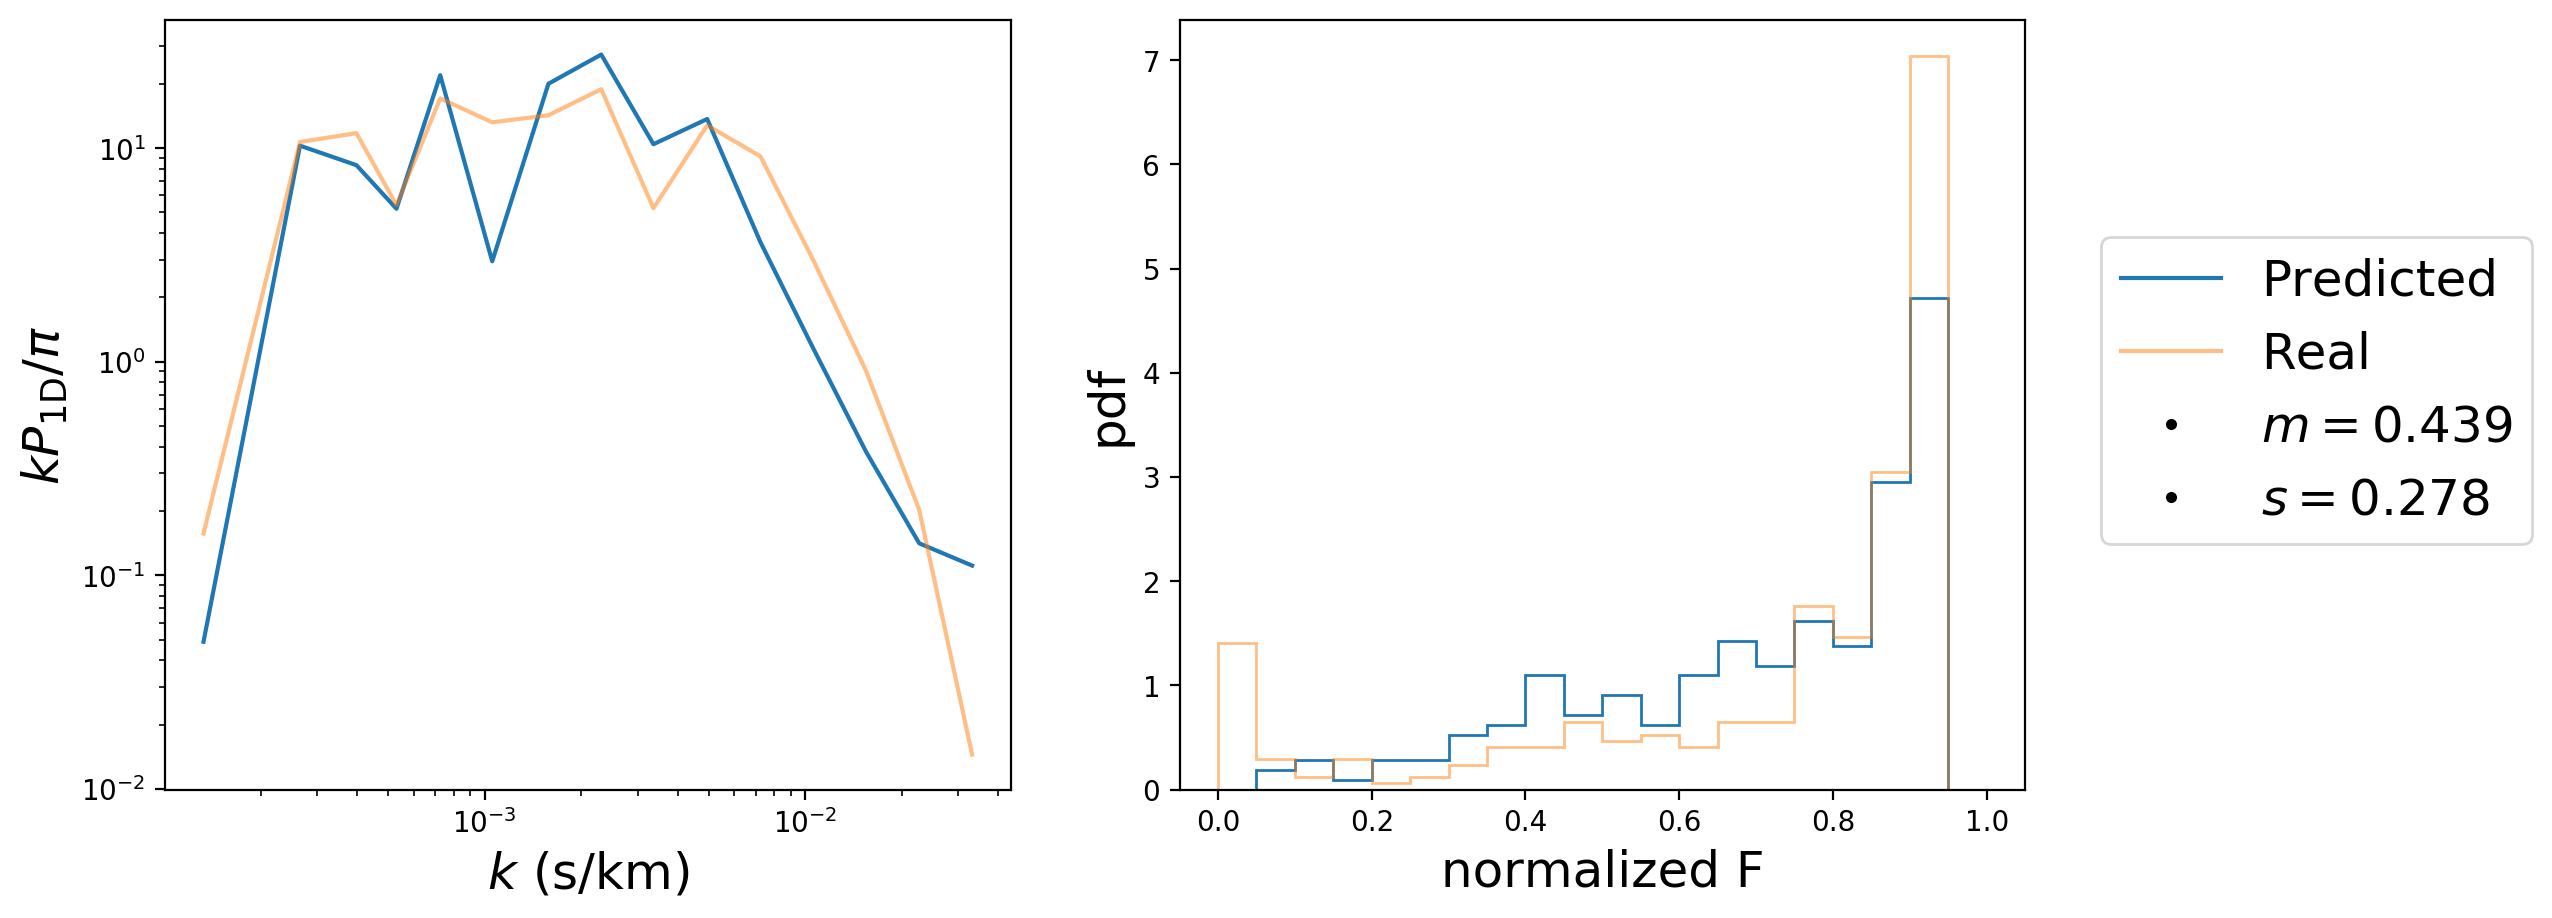 10¹
10⁰
10⁻¹
10⁻²
kP₁D/π
10⁻³
10⁻²
k (s/km)
7
6
5
4
3
2
1
0
pdf
0.0
0.2
0.4
0.6
0.8
1.0
normalized F
Predicted
Real
m = 0.439
s = 0.278